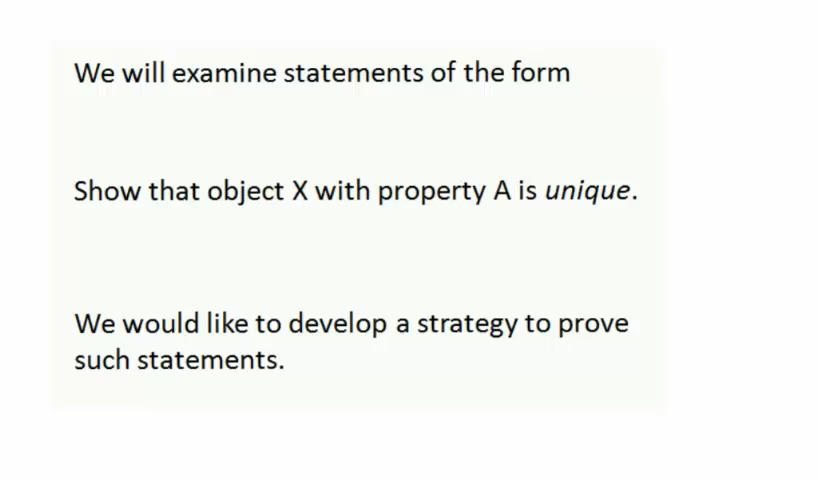 We will examine statements of the form
Show that object X with property A is unique.
We would like to develop a strategy to prove
such statements.